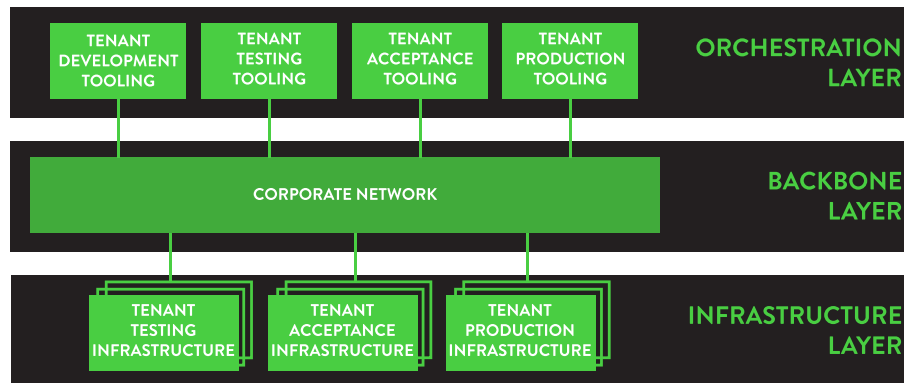 TENANT
DEVELOPMENT
TOOLING
TENANT
TESTING
TOOLING
TENANT
ACCEPTANCE
TOOLING
TENANT
PRODUCTION
TOOLING
ORCHESTRATION
LAYER
CORPORATE NETWORK
BACKBONE
LAYER
TENANT
TESTING
INFRASTRUCTURE
TENANT
ACCEPTANCE
INFRASTRUCTURE
TENANT
PRODUCTION
INFRASTRUCTURE
INFRASTRUCTURE
LAYER